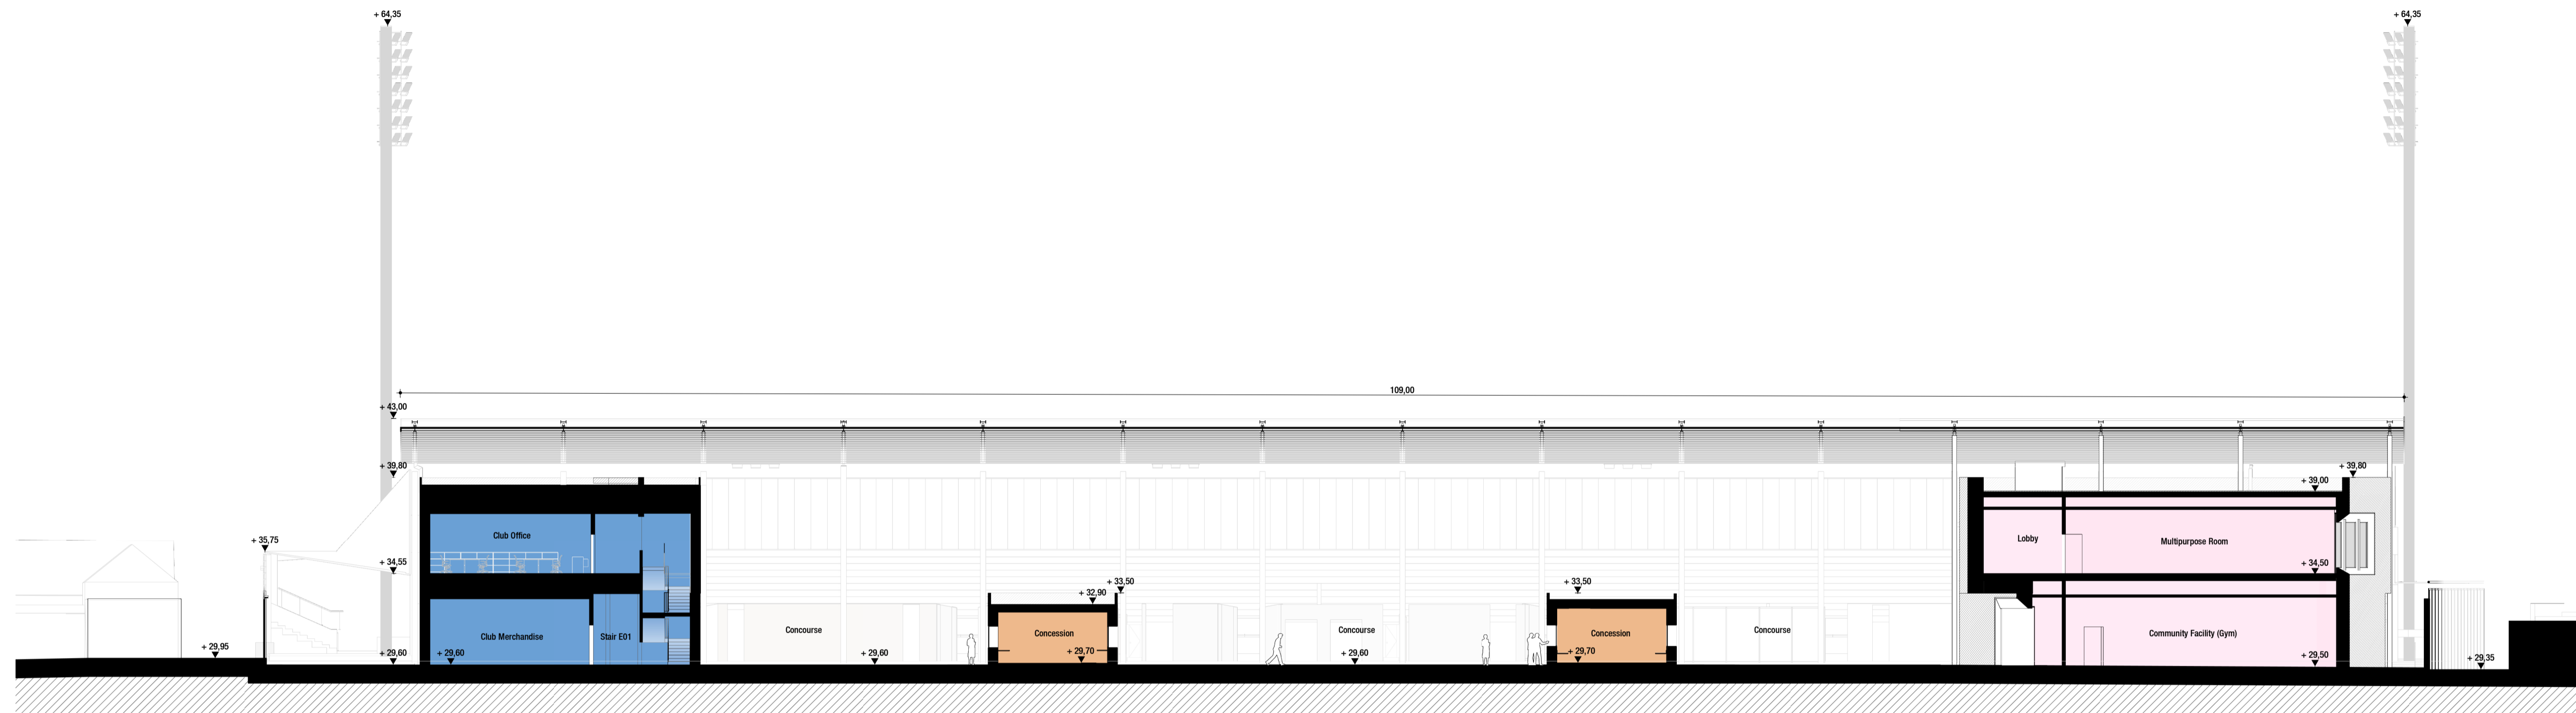 + 64,35
+ 64,35
109,00
+ 43,00
+ 39,80
+ 39,80
+ 39,00
Club Office
Lobby
Multipurpose Room
+ 35,75
+ 34,55
+ 34,50
+ 33,50
+ 33,50
+ 32,90
Club Merchandise
Stair E01
Concourse
Concession
Concourse
Concession
Concourse
Community Facility (Gym)
+ 29,95
+ 29,60
+ 29,60
+ 29,60
+ 29,70
+ 29,60
+ 29,70
+ 29,50
+ 29,35